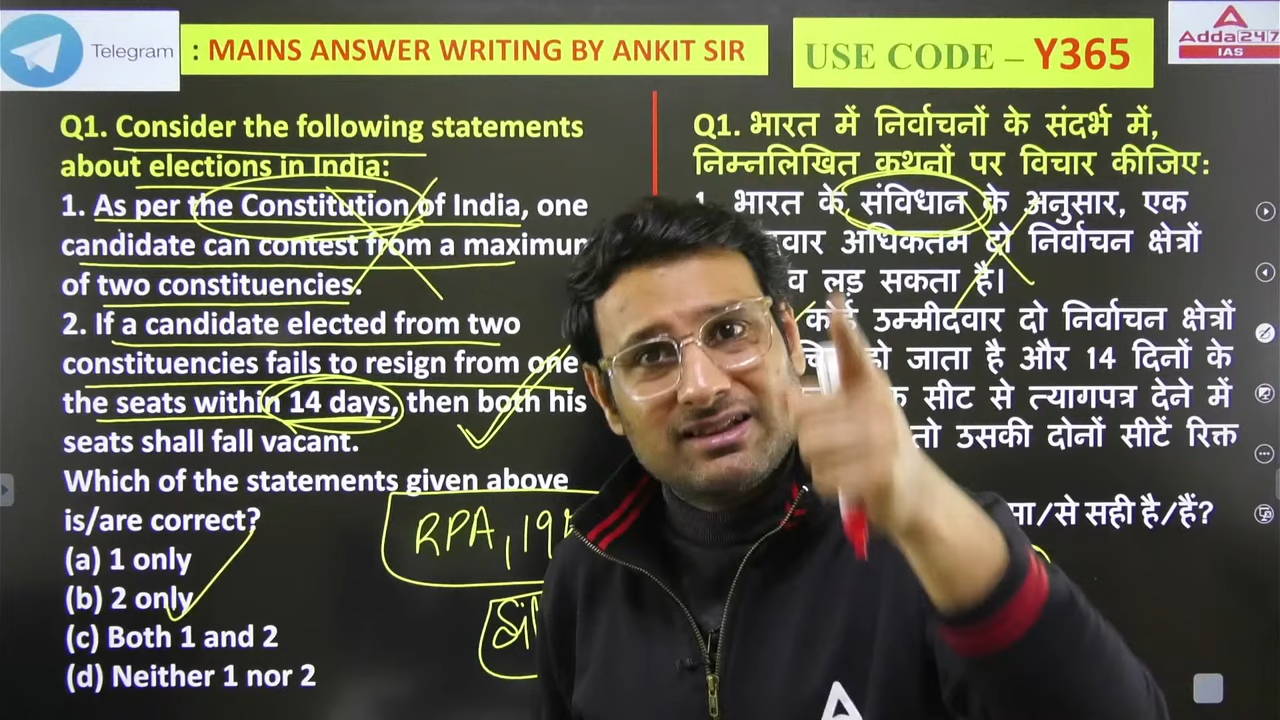 Telegram : MAINS ANSWER WRITING BY ANKIT SIR
USE CODE – Y365
Adda247
IAS
Q1. Consider the following statements
about elections in India:
1. As per the Constitution of India, one
candidate can contest from a maximum
of two constituencies.
2. If a candidate elected from two
constituencies fails to resign from one
the seats within 14 days, then both his
seats shall fall vacant.
Which of the statements given above
is/are correct?
(a) 1 only
(b) 2 only
(c) Both 1 and 2
(d) Neither 1 nor 2
RPA, 19
Q1. भारत में निर्वाचनों के संदर्भ में,
निम्नलिखित कथनों पर विचार कीजिए:
1. भारत के संविधान के अनुसार, एक
अधिकतम दो निर्वाचन क्षेत्रों
लड़ सकता है।
कोई उम्मीदवार दो निर्वाचन क्षेत्रों
हो जाता है और 14 दिनों के
सीट से त्यागपत्र देने में
तो उसकी दोनों सीटें रिक्त
सा/से सही है/हैं?